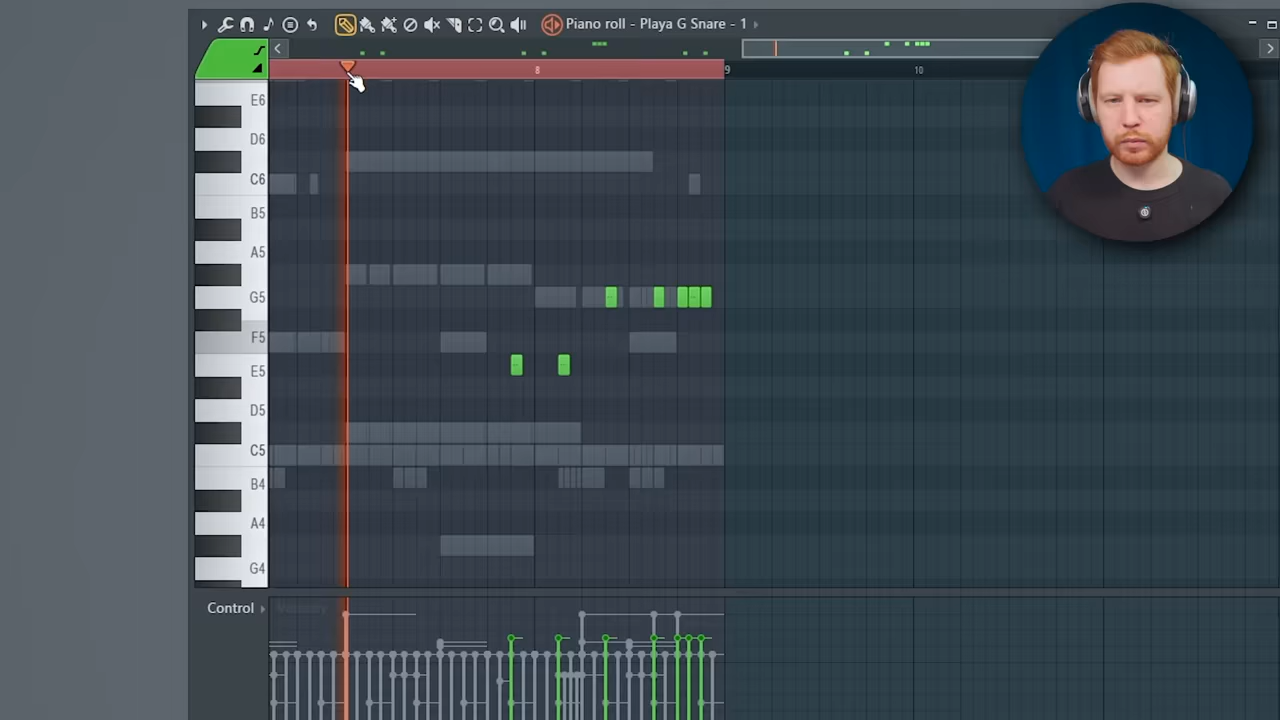 Piano roll - Playa G Snare - 1
8
9
10
E6
D6
C6
B5
A5
G5
F5
E5
D5
C5
B4
A4
G4
Control
Velocity